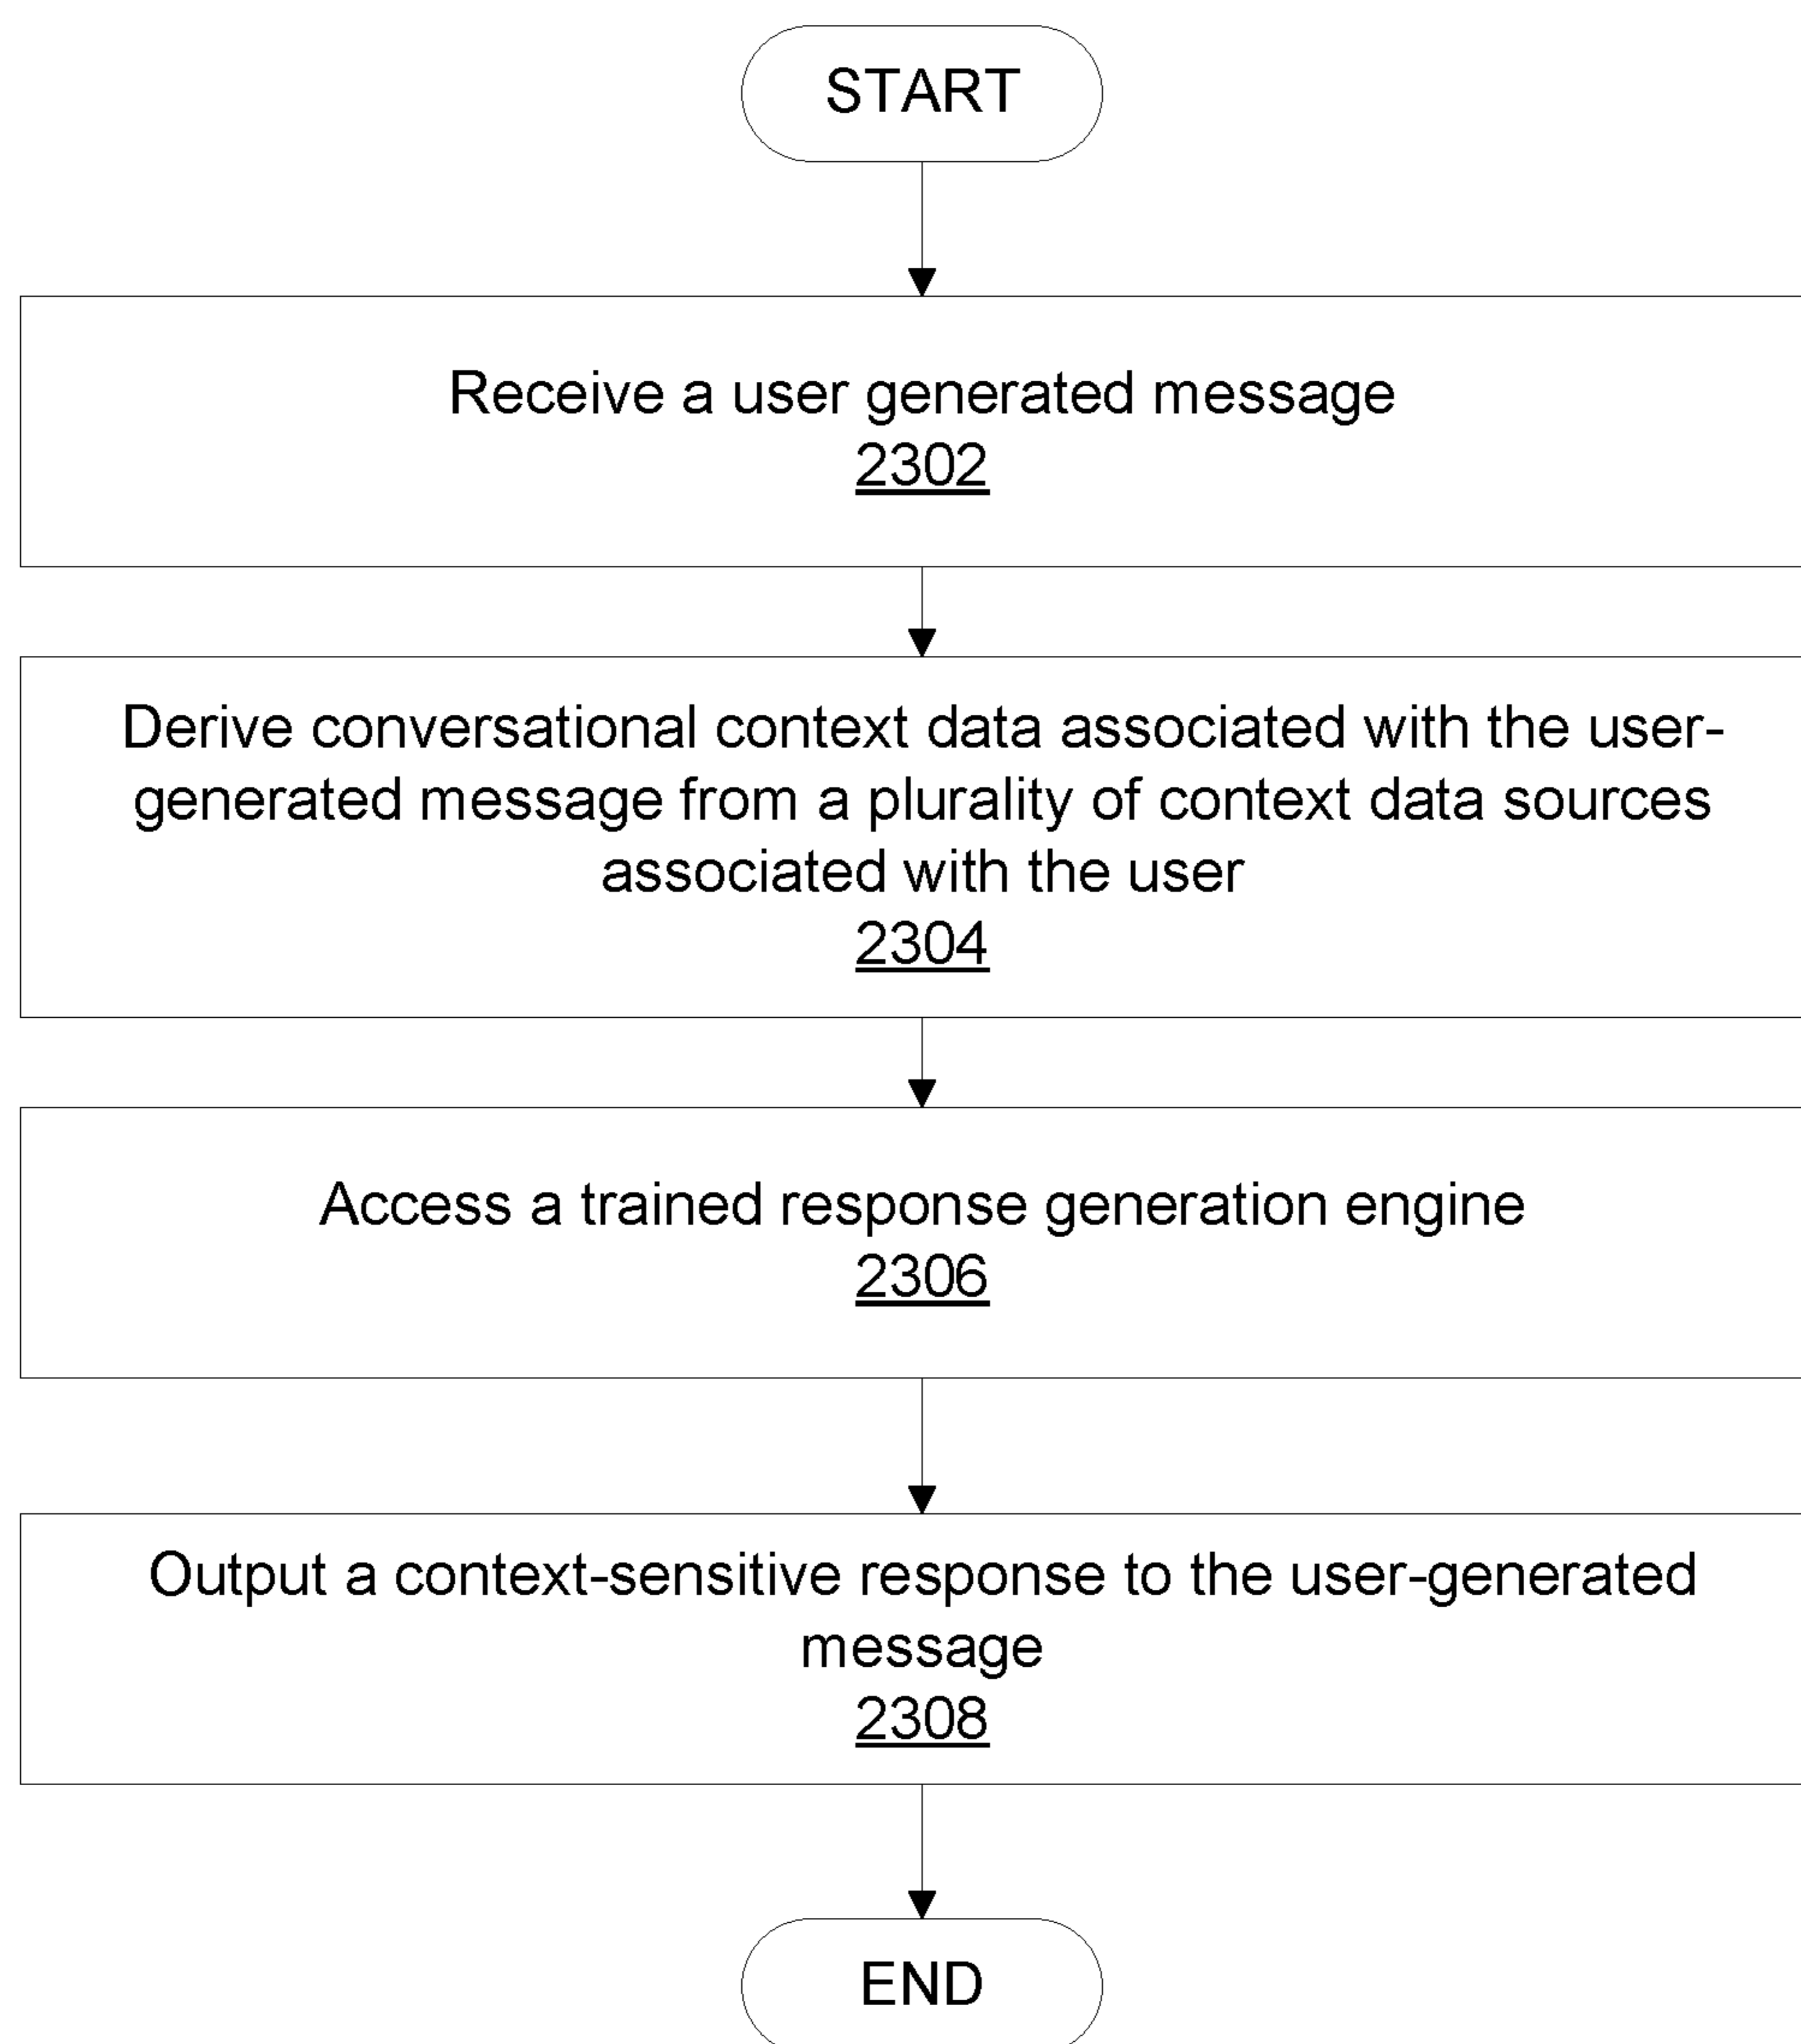 START
Receive a user generated message
2302
Derive conversational context data associated with the user-
generated message from a plurality of context data sources
associated with the user
2304
Access a trained response generation engine
2306
Output a context-sensitive response to the user-generated
message
2308
END